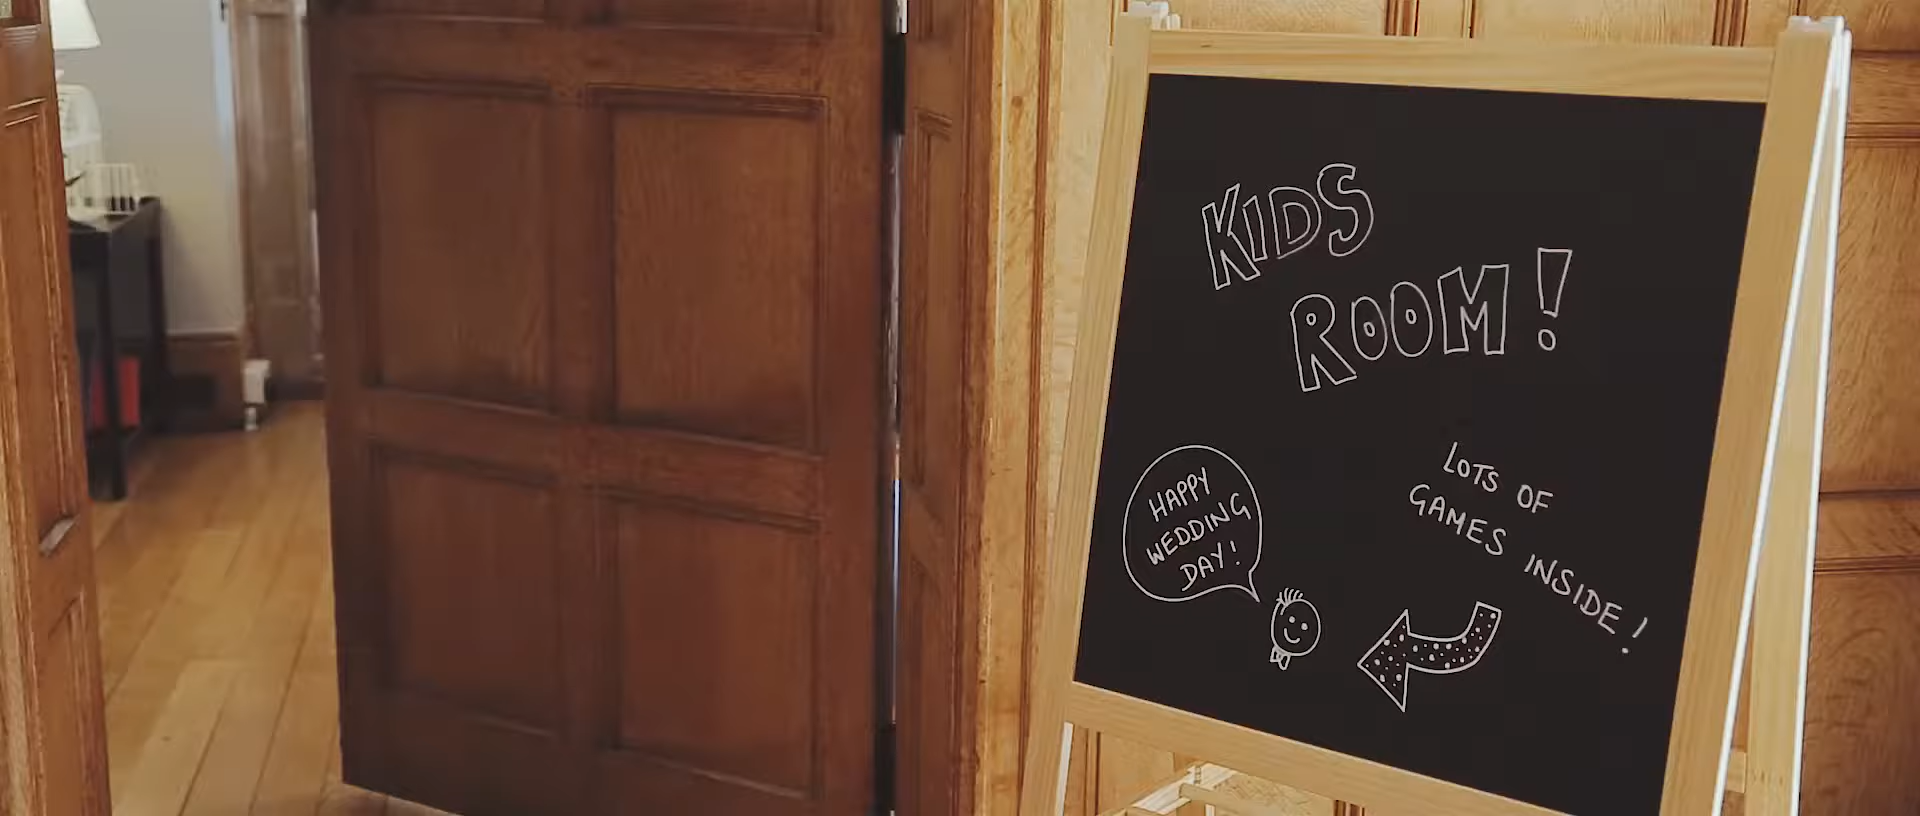 KIDS
ROOM!
LOTS OF
GAMES INSIDE!
HAPPY
WEDDING
DAY!